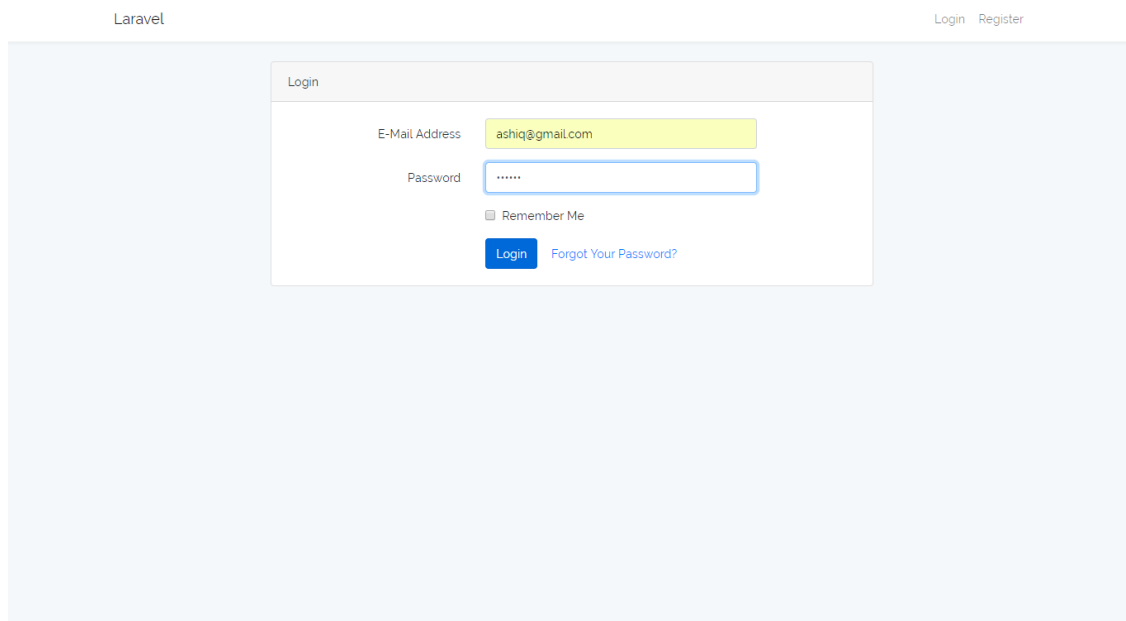 Laravel Login Register
Login
E-Mail Address ashiq@gmail.com
Password ••••••
Remember Me
Login Forgot Your Password?